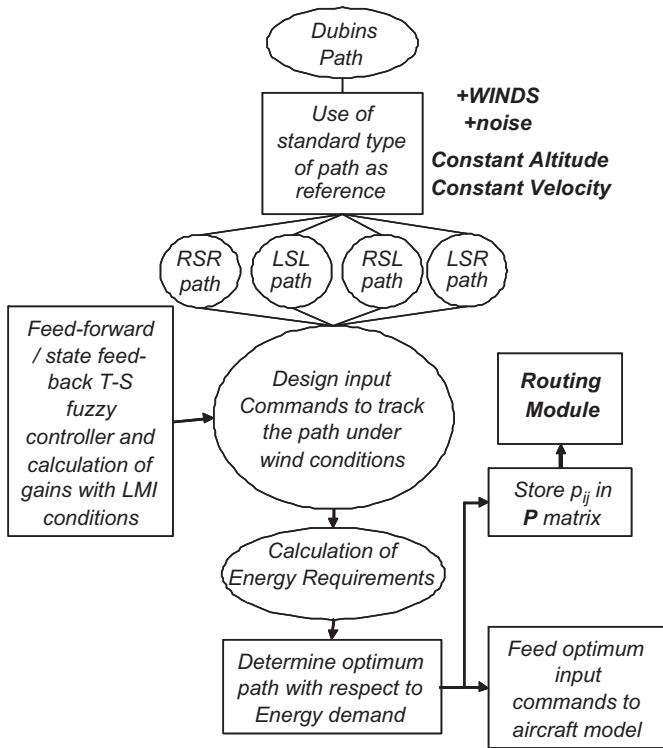 Dubins
Path
Use of
standard type
of path as
reference
+WINDS
+noise
Constant Altitude
Constant Velocity
RSR
path
LSL
path
RSL
path
LSR
path
Feed-forward
/ state feed-
back T-S
fuzzy
controller and
calculation of
gains with LMI
conditions
Design input
Commands to track
the path under
wind conditions
Routing
Module
Store pij in
P matrix
Calculation of
Energy Requirements
Determine optimum
path with respect to
Energy demand
Feed optimum
input
commands to
aircraft model